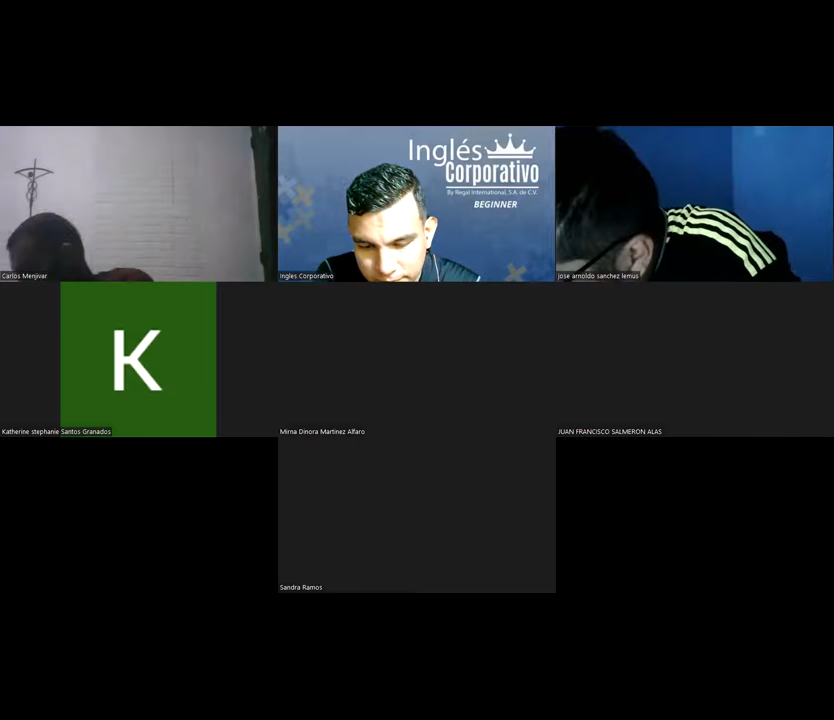 Inglés
Corporativo
By Regal International, S.A. de C.V.
BEGINNER
Carlos Menjivar
Ingles Corporativo
jose arnoldo sanchez lemus
K
Katherine stephanie Santos Granados
Mirna Dinora Martinez Alfaro
JUAN FRANCISCO SALMERON ALAS
Sandra Ramos